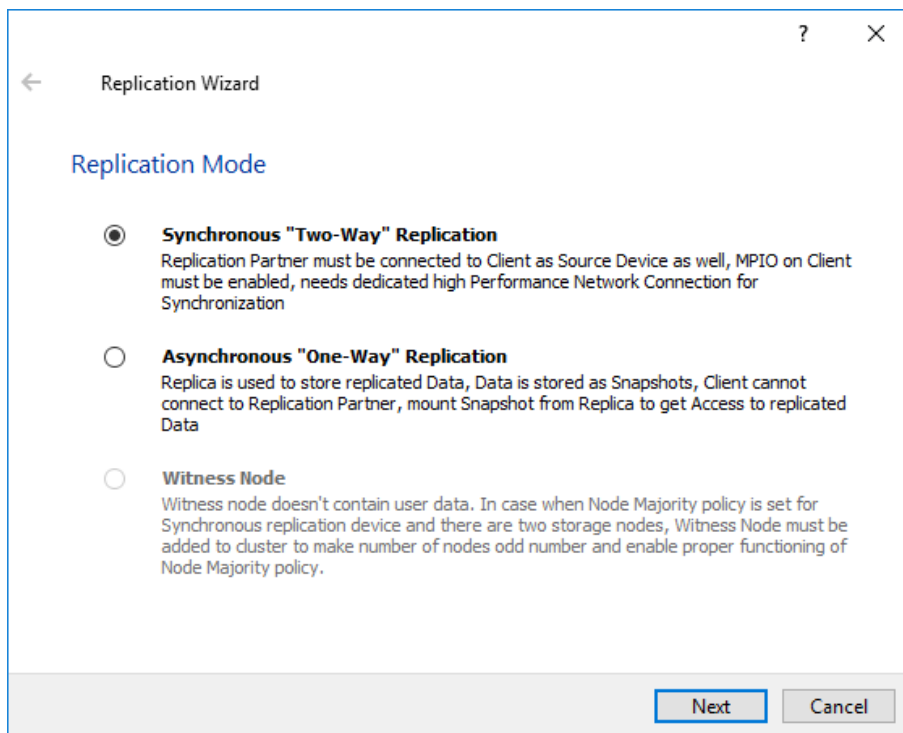 ?
Replication Wizard
Replication Mode
Synchronous "Two-Way" Replication
Replication Partner must be connected to Client as Source Device as well, MPIO on Client
must be enabled, needs dedicated high Performance Network Connection for
Synchronization
Asynchronous "One-Way" Replication
Replica is used to store replicated Data, Data is stored as Snapshots, Client cannot
connect to Replication Partner, mount Snapshot from Replica to get Access to replicated
Data
Witness Node
Witness node doesn't contain user data. In case when Node Majority policy is set for
Synchronous replication device and there are two storage nodes, Witness Node must be
added to cluster to make number of nodes odd number and enable proper functioning of
Node Majority policy.
Next Cancel